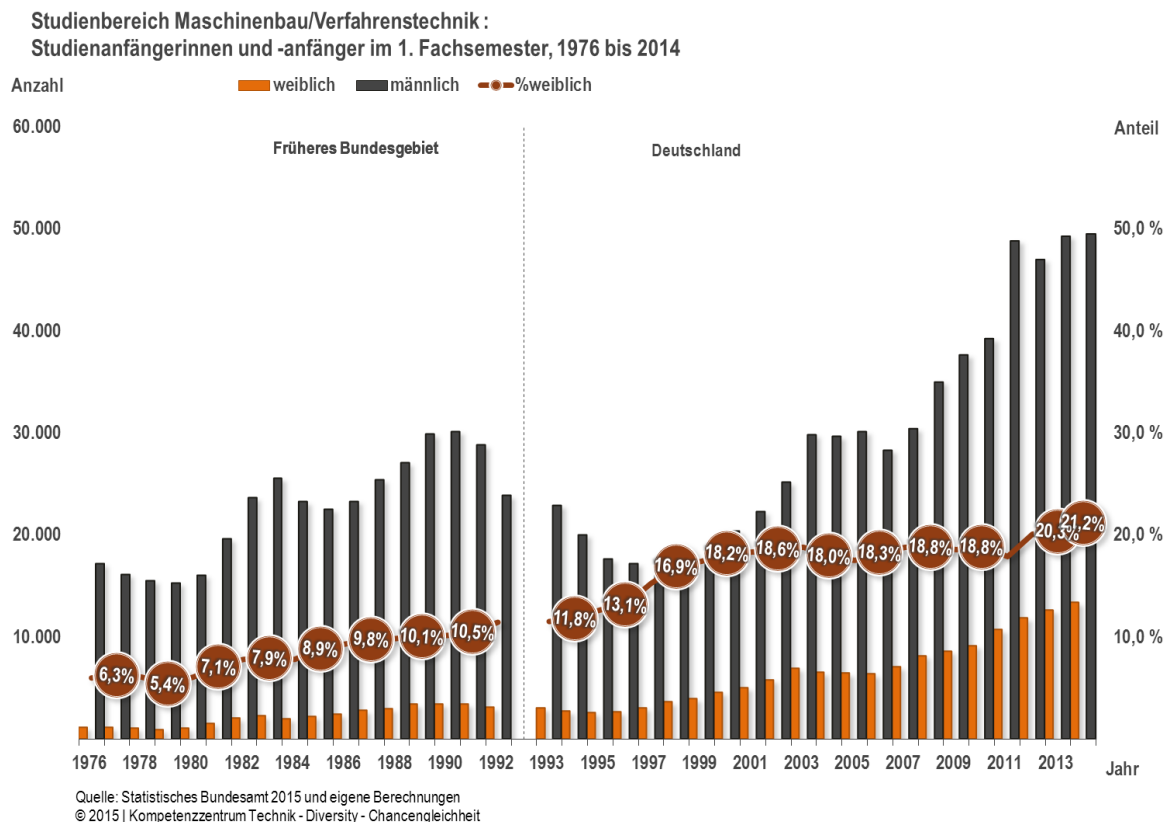 Studienbereich Maschinenbau/Verfahrenstechnik :
Studienanfängerinnen und -anfänger im 1. Fachsemester, 1976 bis 2014
Anzahl
weiblich männlich %weiblich
60.000
Anteil
Früheres Bundesgebiet Deutschland
50.000 50,0 %
40.000 40,0 %
30.000 30,0 %
20.000 20,0 %
10.000 10,0 %
6,3% 5,4% 7,1% 7,9% 8,9% 9,8% 10,1% 10,5% 11,8% 13,1% 16,9% 18,2% 18,6% 18,0% 18,3% 18,8% 18,8% 20,3% 21,2%
1976 1978 1980 1982 1984 1986 1988 1990 1992 1993 1995 1997 1999 2001 2003 2005 2007 2009 2011 2013
Jahr
Quelle: Statistisches Bundesamt 2015 und eigene Berechnungen
© 2015 | Kompetenzzentrum Technik - Diversity - Chancengleichheit